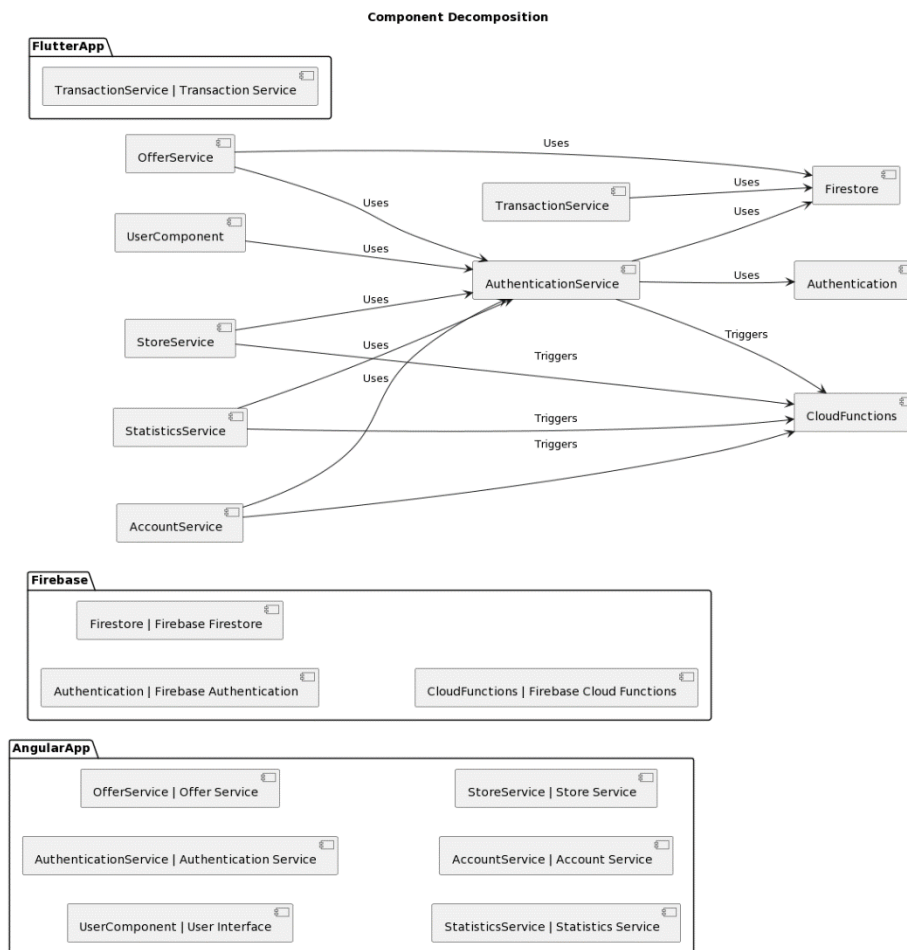 Component Decomposition
FlutterApp
TransactionService | Transaction Service
OfferService
Uses
Firestore
Uses
TransactionService
Uses
UserComponent
Uses
Uses
AuthenticationService
Uses
Authentication
StoreService
Uses
Triggers
Uses
Triggers
Uses
StatisticsService
Triggers
CloudFunctions
Triggers
AccountService
Firebase
Firestore | Firebase Firestore
Authentication | Firebase Authentication
CloudFunctions | Firebase Cloud Functions
AngularApp
OfferService | Offer Service
StoreService | Store Service
AuthenticationService | Authentication Service
AccountService | Account Service
UserComponent | User Interface
StatisticsService | Statistics Service